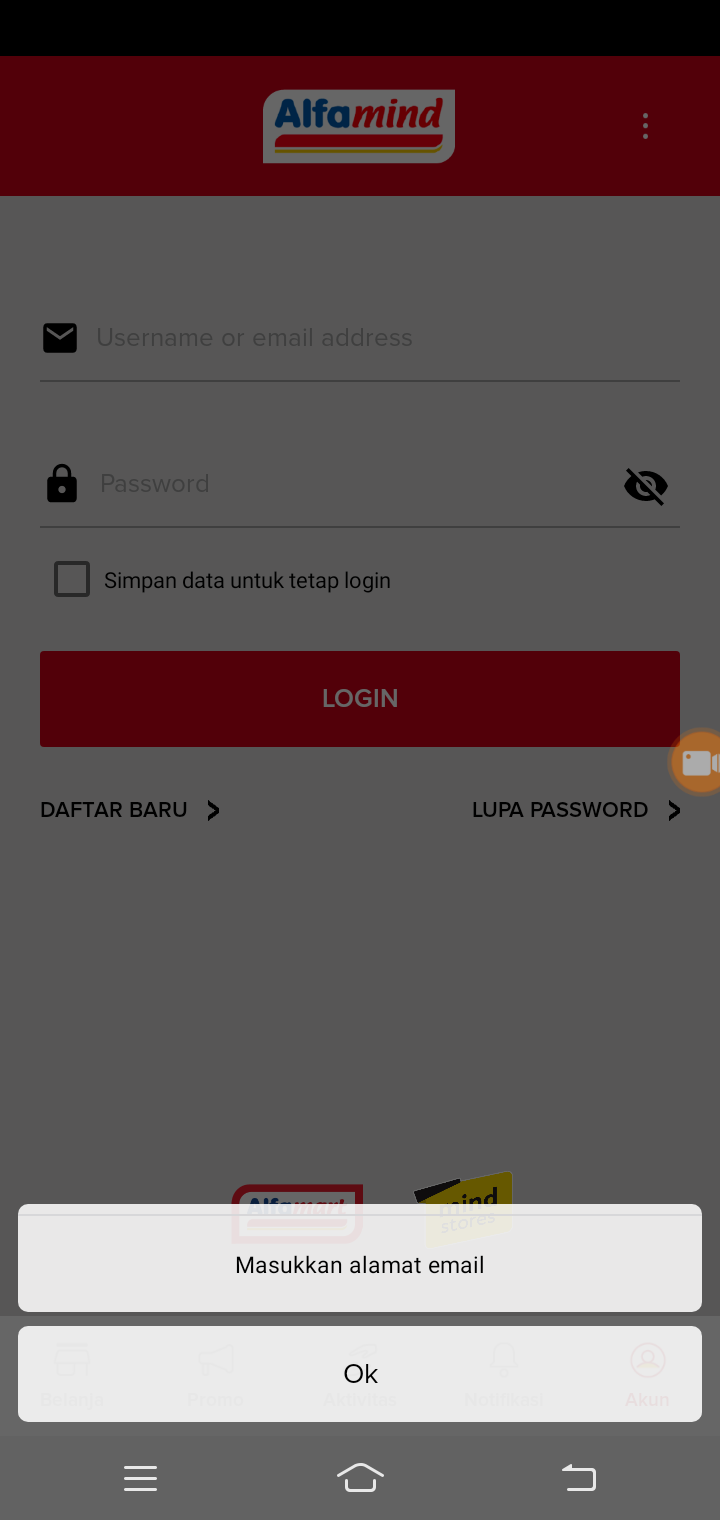 Alfamind
Username or email address
Password
Simpan data untuk tetap login
LOGIN
DAFTAR BARU
LUPA PASSWORD
Alfamart
mind
stores
Masukkan alamat email
Ok
Belanja
Promo
Aktivitas
Notifikasi
Akun